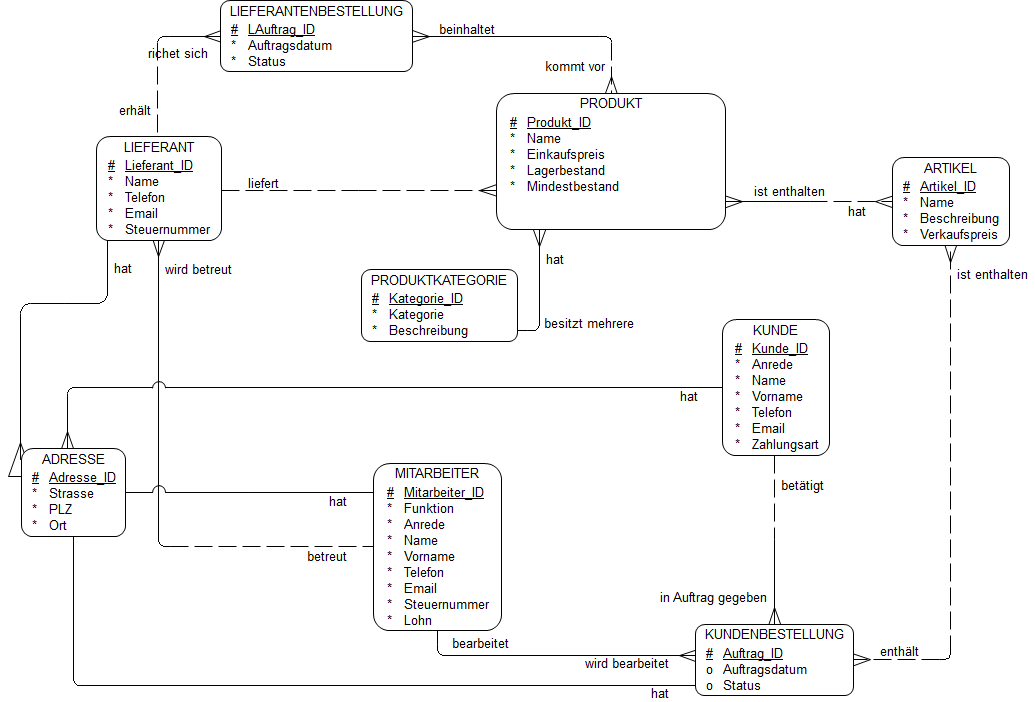 LIEFERANTENBESTELLUNG
# LAuftrag_ID
* Auftragsdatum
* Status
beinhaltet
richet sich
kommt vor
erhält
PRODUKT
# Produkt_ID
* Name
* Einkaufspreis
* Lagerbestand
* Mindestbestand
LIEFERANT
# Lieferant_ID
* Name
* Telefon
* Email
* Steuernummer
liefert
ist enthalten
hat
ARTIKEL
# Artikel_ID
* Name
* Beschreibung
* Verkaufspreis
hat
wird betreut
hat
ist enthalten
PRODUKTKATEGORIE
# Kategorie_ID
* Kategorie
* Beschreibung
besitzt mehrere
KUNDE
# Kunde_ID
* Anrede
* Name
* Vorname
* Telefon
* Email
* Zahlungsart
hat
ADRESSE
# Adresse_ID
* Strasse
* PLZ
* Ort
hat
MITARBEITER
# Mitarbeiter_ID
* Funktion
* Anrede
* Name
* Vorname
* Telefon
* Email
* Steuernummer
* Lohn
betreut
betätigt
in Auftrag gegeben
bearbeitet
wird bearbeitet
KUNDENBESTELLUNG
# Auftrag_ID
o Auftragsdatum
o Status
enthält
hat